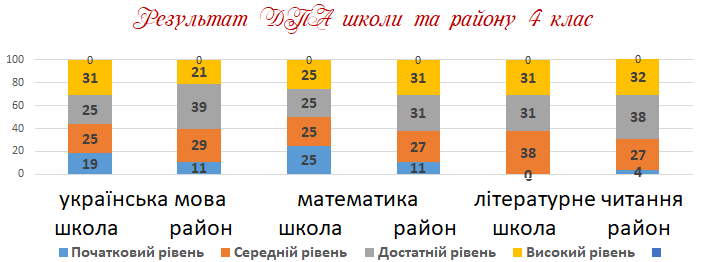 Результат ДПА школи та району 4 клас
0 0 0 0 0 0
100
31 21 25 31 31 32
80
25 39 25 31 31 38
60
25 29 25 27 38 27
40
19 11 25 11 0 4
20
0
українська мова математика літературне читання
школа район школа район школа район
Початковий рівень Середній рівень Достатній рівень Високий рівень